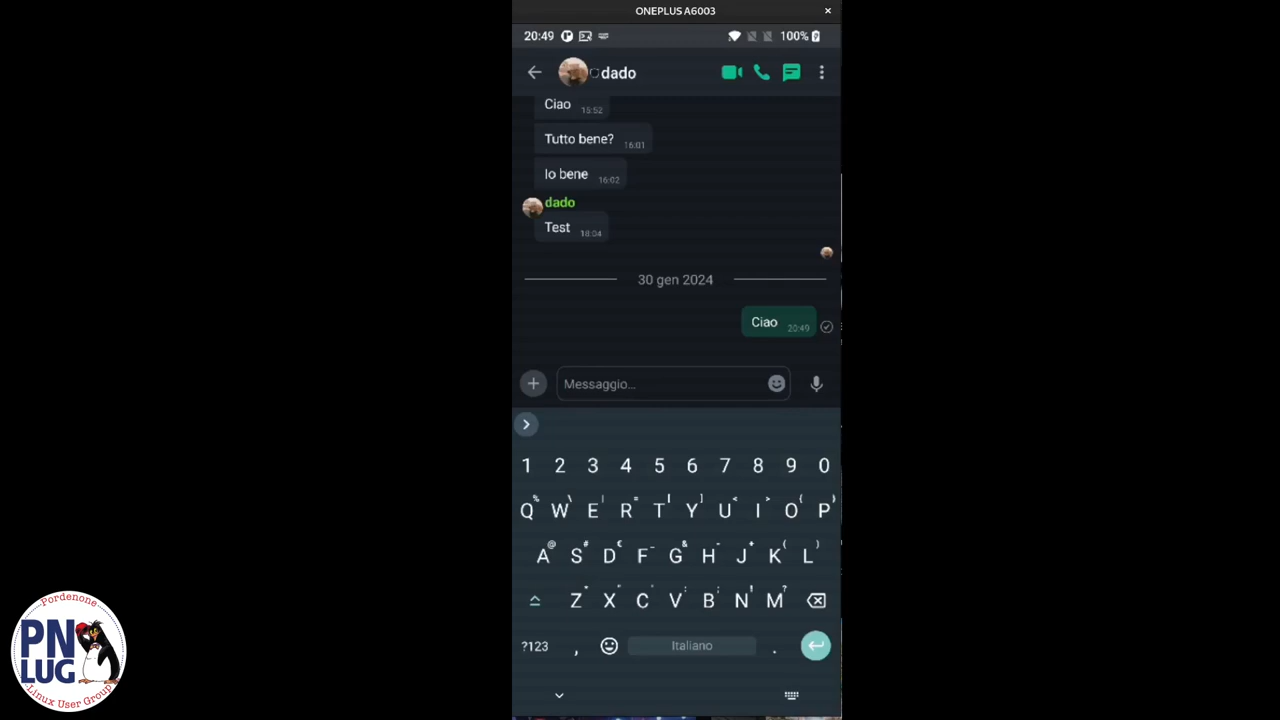 ONEPLUS A6003
20:49
100%
dado
Ciao 15:52
Tutto bene? 16:01
Io bene 16:02
dado
Test 18:04
30 gen 2024
Ciao 20:49
Messaggio…
1 2 3 4 5 6 7 8 9 0
Q W E R T Y U I O P
A S D F G H J K L
Z X C V B N M
?123 , Italiano .
Pordenone
PN
LUG
Linux User Group